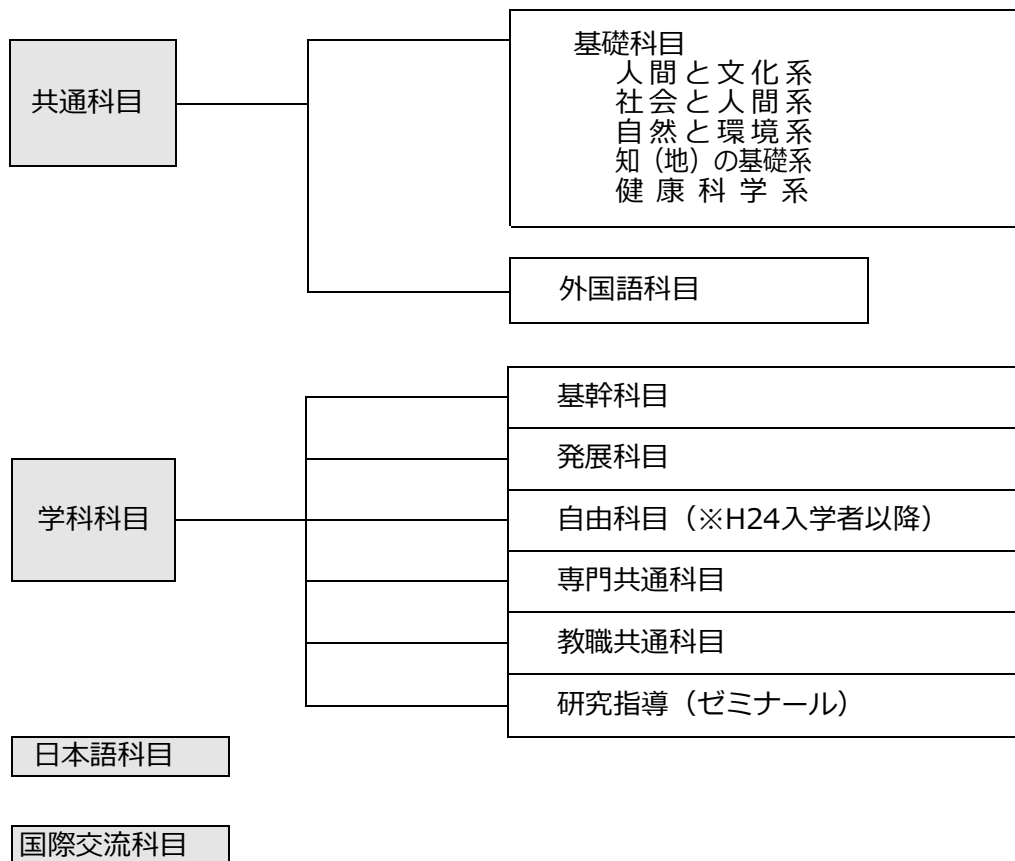 共通科目
基礎科目
人間と文化系
社会と人間系
自然と環境系
知（地）の基礎系
健康科学系
外国語科目
学科科目
基幹科目
発展科目
自由科目（※H24入学者以降）
専門共通科目
教職共通科目
研究指導（ゼミナール）
日本語科目
国際交流科目